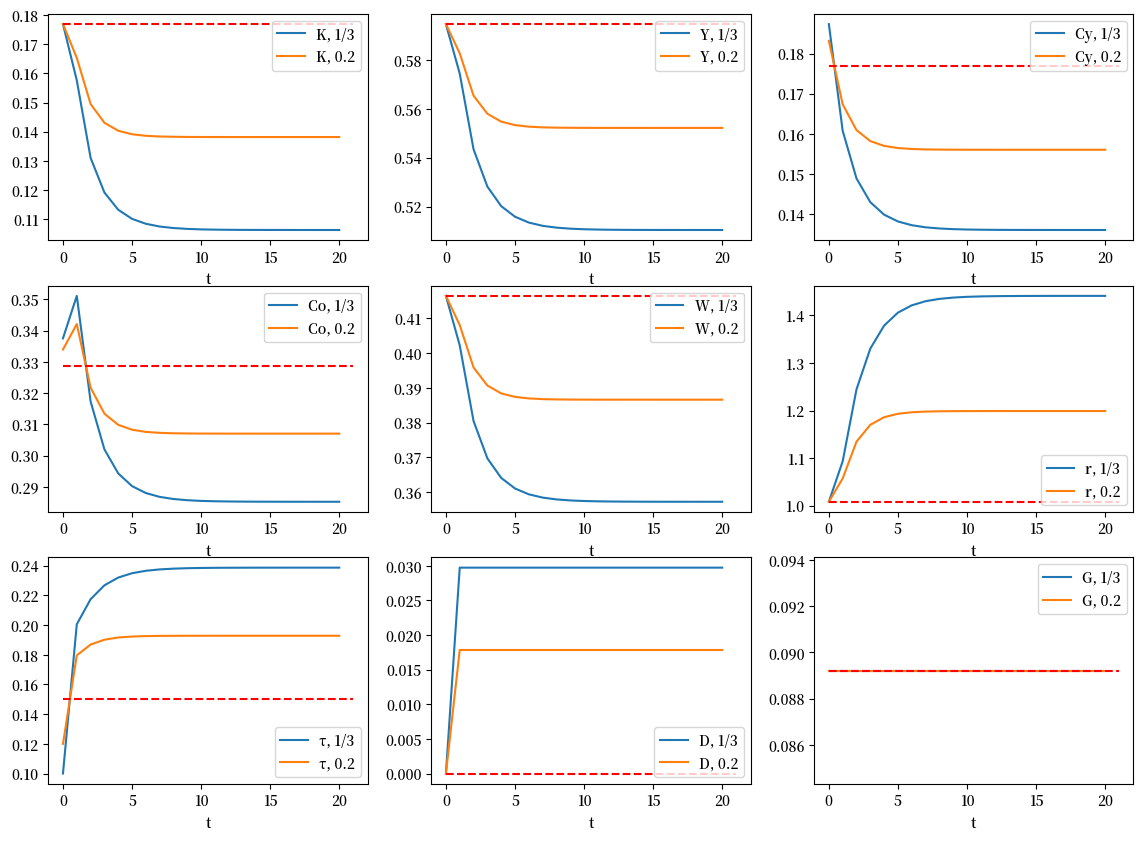 0.18
0.17
0.16
0.15
0.14
0.13
0.12
0.11
0 5 10 15 20
t
K, 1/3
K, 0.2
0.58
0.56
0.54
0.52
0 5 10 15 20
t
Y, 1/3
Y, 0.2
0.18
0.17
0.16
0.15
0.14
0 5 10 15 20
t
Cy, 1/3
Cy, 0.2
0.35
0.34
0.33
0.32
0.31
0.30
0.29
0 5 10 15 20
t
Co, 1/3
Co, 0.2
0.41
0.40
0.39
0.38
0.37
0.36
0 5 10 15 20
t
W, 1/3
W, 0.2
1.4
1.3
1.2
1.1
1.0
0 5 10 15 20
t
r, 1/3
r, 0.2
0.24
0.22
0.20
0.18
0.16
0.14
0.12
0.10
0 5 10 15 20
t
τ, 1/3
τ, 0.2
0.030
0.025
0.020
0.015
0.010
0.005
0.000
0 5 10 15 20
t
D, 1/3
D, 0.2
0.094
0.092
0.090
0.088
0.086
0 5 10 15 20
t
G, 1/3
G, 0.2